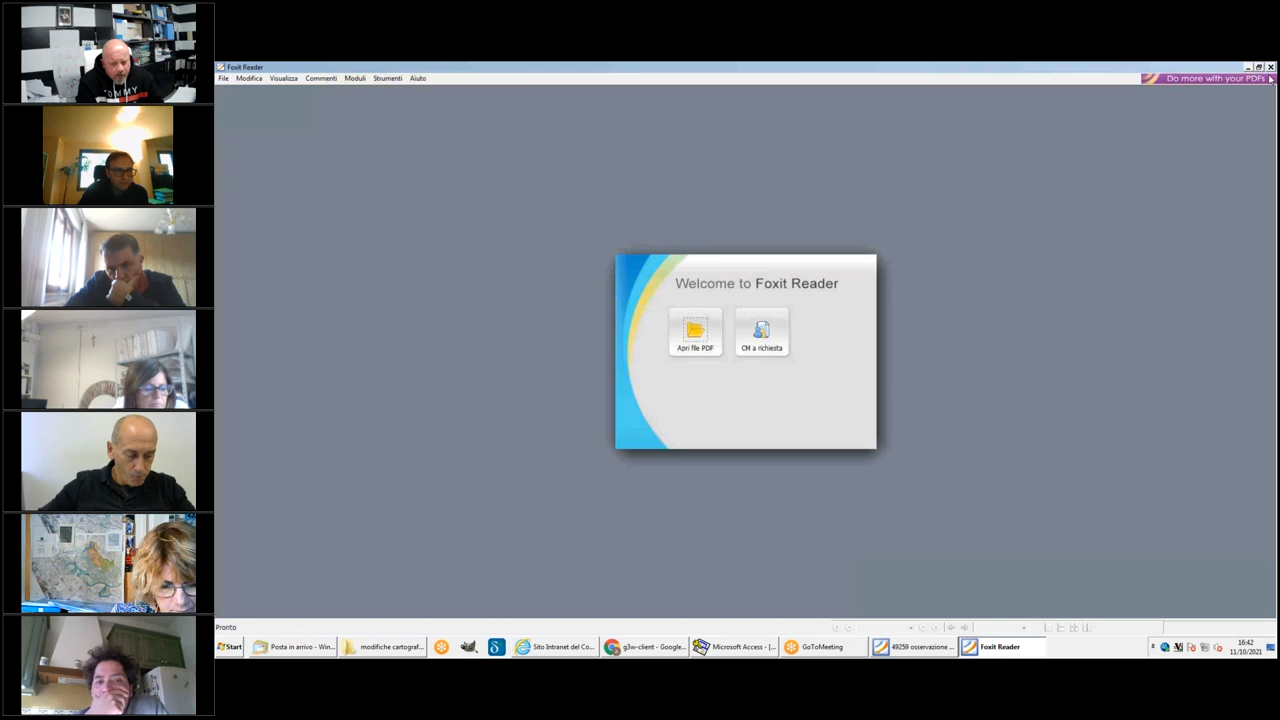 TOMMY
Foxit Reader
File Modifica Visualizza Commenti Moduli Strumenti Aiuto
Do more with your PDFs
Welcome to Foxit Reader
Apri file PDF
CM a richiesta
Pronto
Start
Posta in arrivo - Win...
modifiche cartograf...
Sito Intranet del Co...
g3w-client - Google...
Microsoft Access - [...
GoToMeeting
49259 osservazione ...
Foxit Reader
16:42
11/10/2021